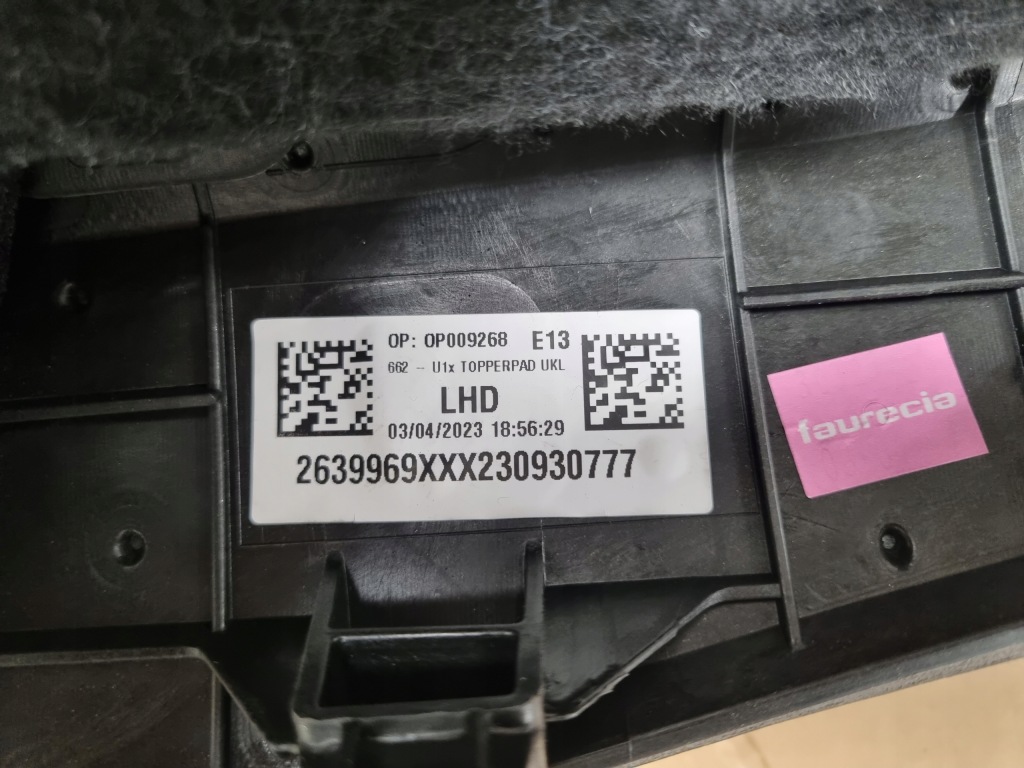 OP: OP009268 E13
662 - U1x TOPPERPAD UKL
LHD
03/04/2023 18:56:29
2639969XXX230930777
faurecia